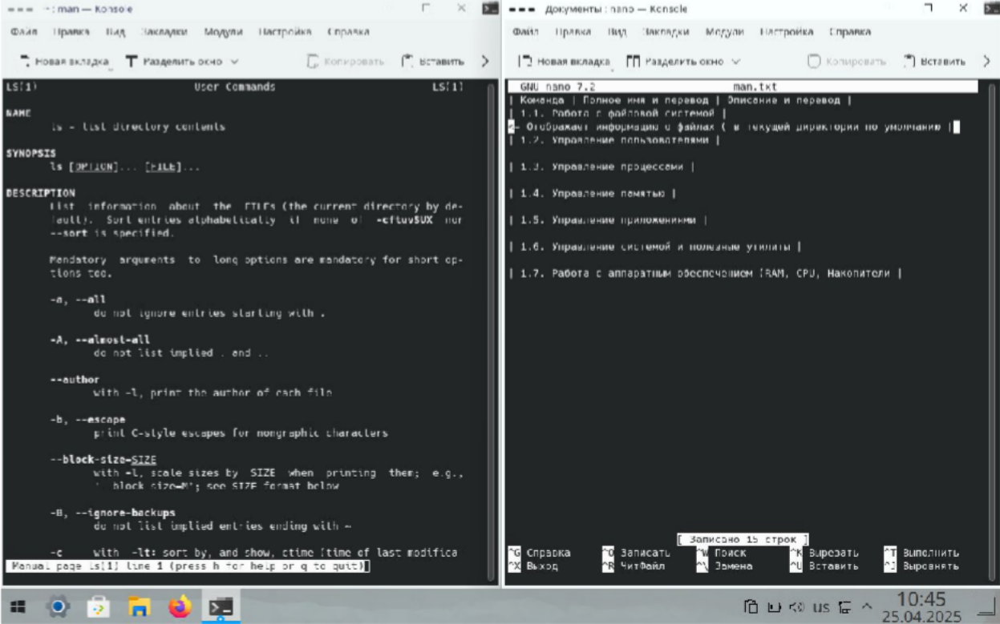 ~ : man — Konsole
Файл Правка Вид Закладки Модули Настройка Справка
Новая вкладка Разделить окно Копировать Вставить
LS(1) User Commands LS(1)
NAME
ls - list directory contents
SYNOPSIS
ls [OPTION]... [FILE]...
DESCRIPTION
List information about the FILEs (the current directory by de-
fault). Sort entries alphabetically if none of -cftuvSUX nor
--sort is specified.
Mandatory arguments to long options are mandatory for short op-
tions too.
-a, --all
do not ignore entries starting with .
-A, --almost-all
do not list implied . and ..
--author
with -l, print the author of each file
-b, --escape
print C-style escapes for nongraphic characters
--block-size=SIZE
with -l, scale sizes by SIZE when printing them; e.g.,
'--block-size=M'; see SIZE format below
-B, --ignore-backups
do not list implied entries ending with ~
-c with -lt: sort by, and show, ctime (time of last modifica
Manual page ls(1) line 1 (press h for help or q to quit)
Документы : nano — Konsole
Файл Правка Вид Закладки Модули Настройка Справка
Новая вкладка Разделить окно Копировать Вставить
GNU nano 7.2 man.txt
| Команда | Полное имя и перевод | Описание и перевод |
| 1.1. Работа с файловой системой |
<- Отображает информацию о файлах ( в текущей директории по умолчанию |
| 1.2. Управление пользователями |
| 1.3. Управление процессами |
| 1.4. Управление памятью |
| 1.5. Управление приложениями |
| 1.6. Управление системой и полезные утилиты |
| 1.7. Работа с аппаратным обеспечением (RAM, CPU, Накопители |
[ Записано 15 строк ]
^G Справка ^O Записать ^W Поиск ^K Вырезать ^T Выполнить
^X Выход ^R ЧитФайл ^\ Замена ^U Вставить ^J Выровнять
us 10:45
25.04.2025